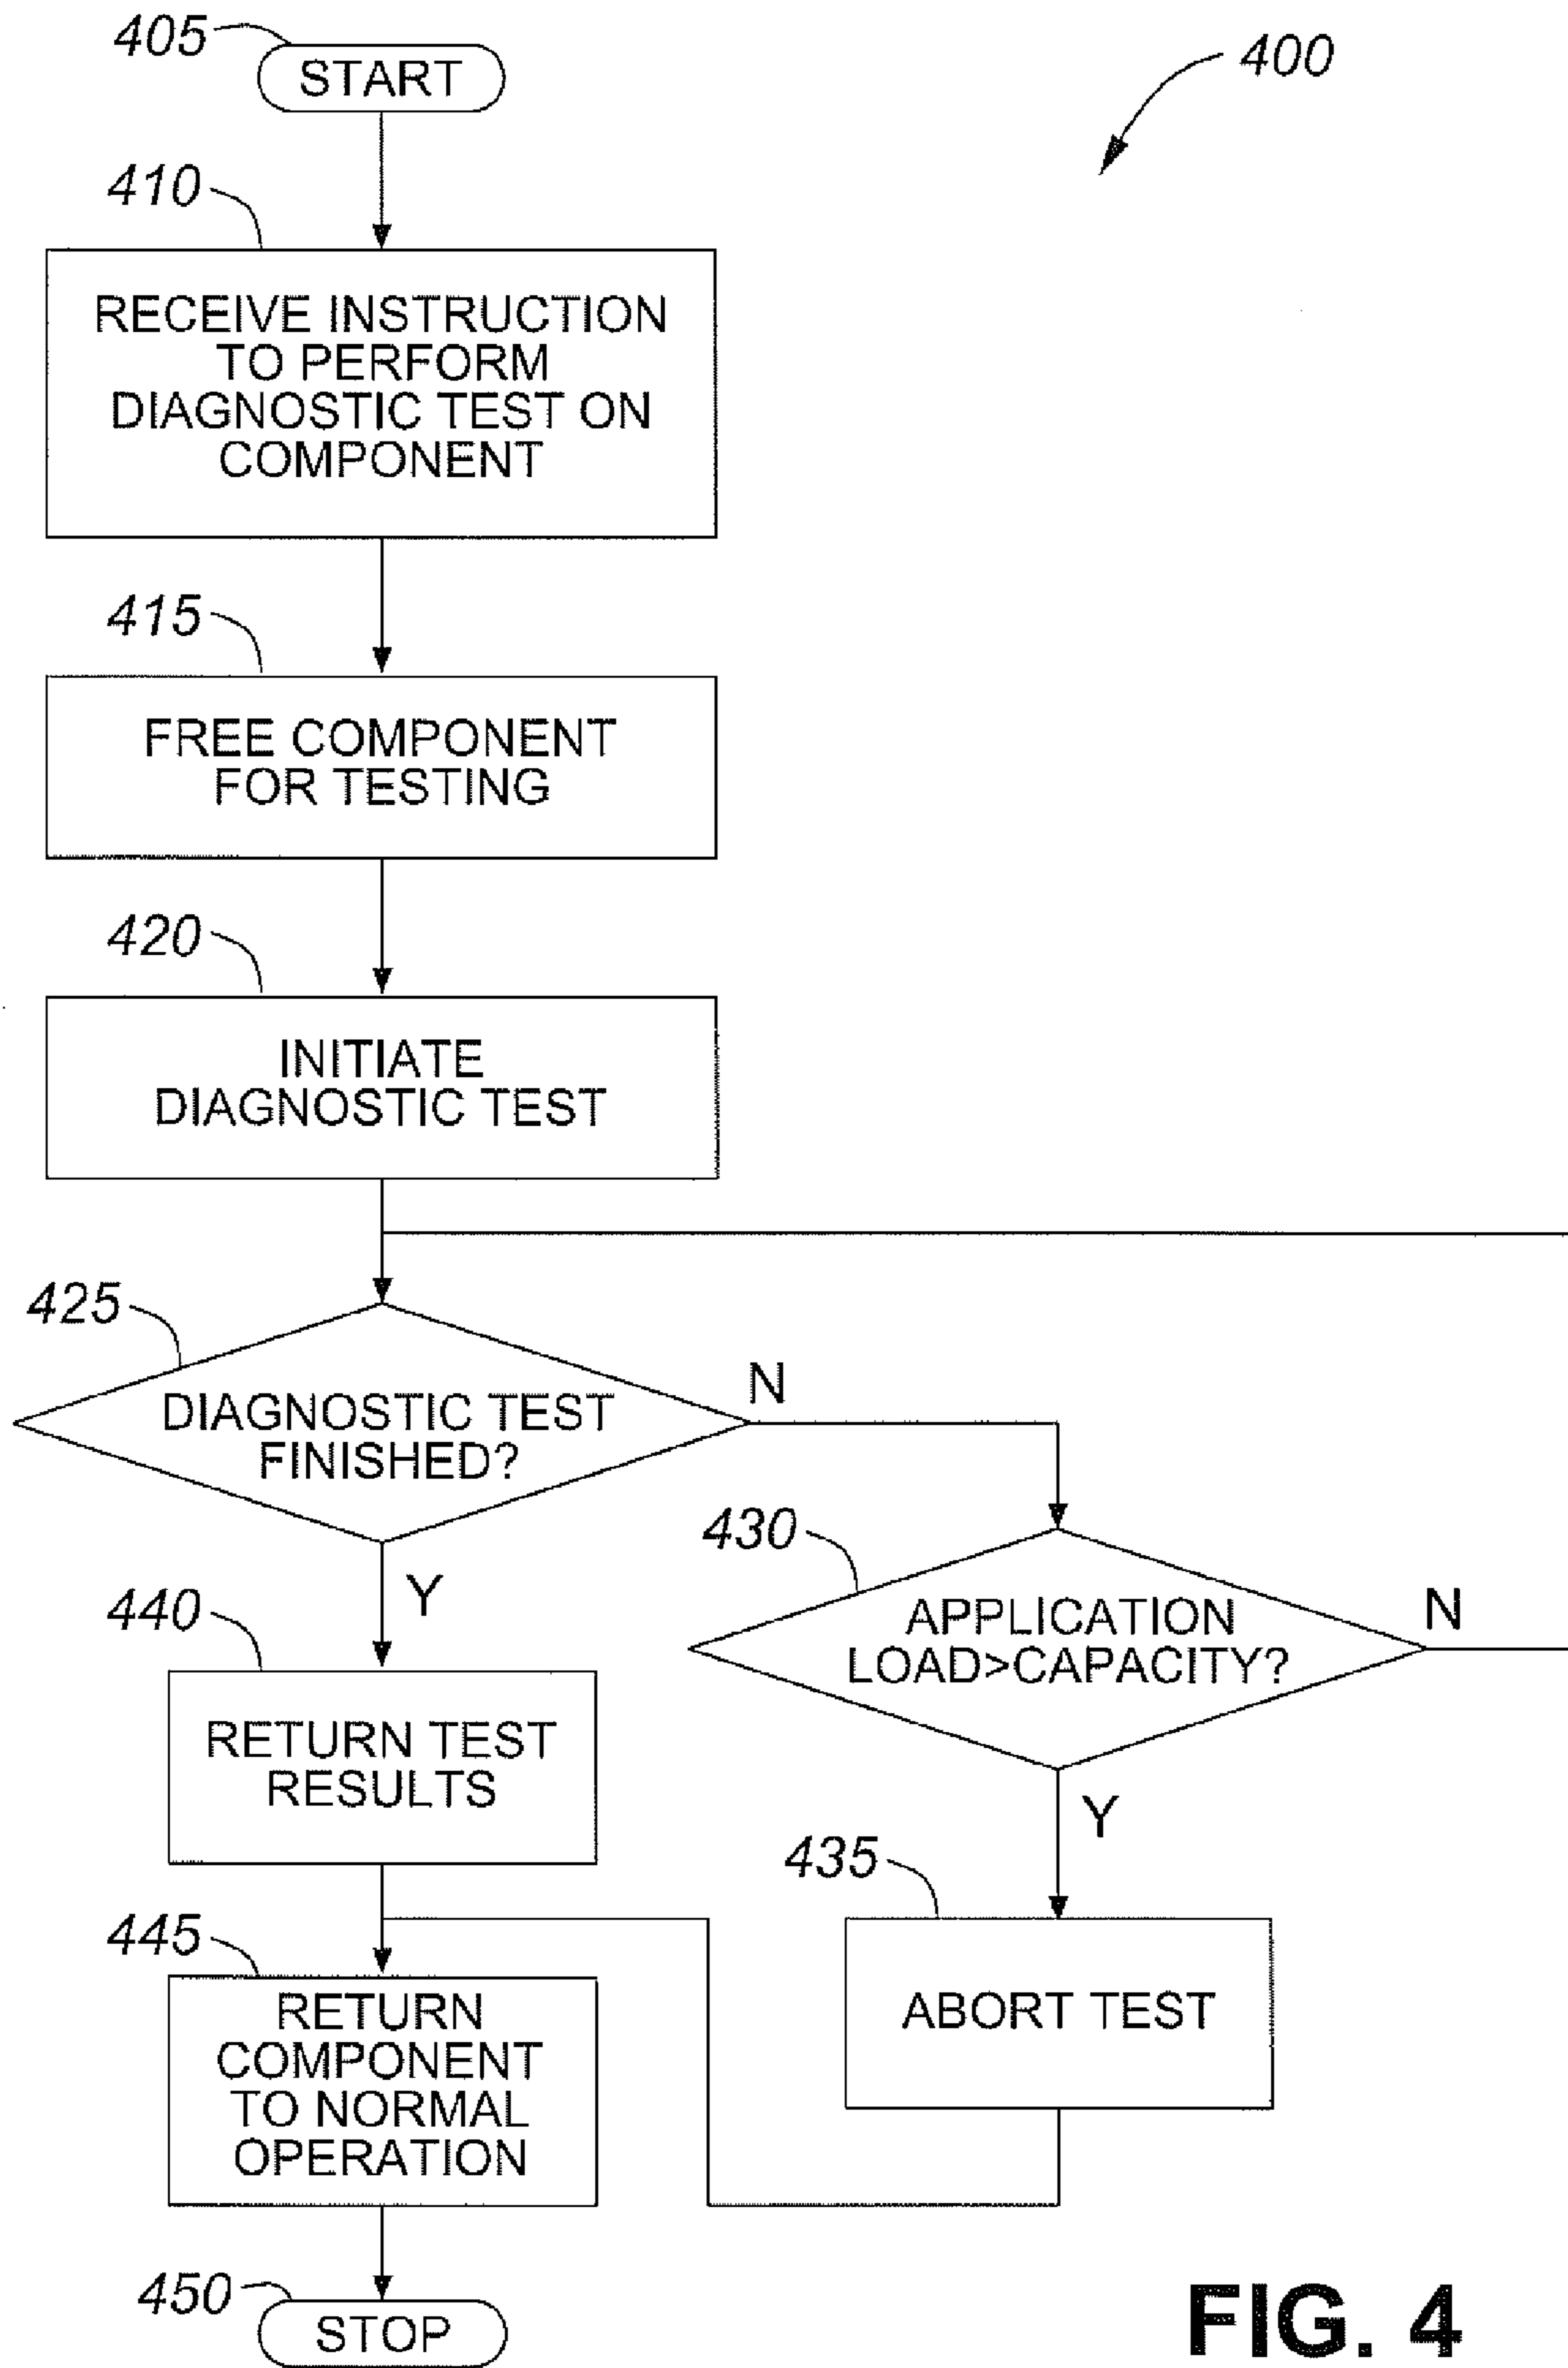 405
START
400
410
RECEIVE INSTRUCTION
TO PERFORM
DIAGNOSTIC TEST ON
COMPONENT
415
FREE COMPONENT
FOR TESTING
420
INITIATE
DIAGNOSTIC TEST
425
DIAGNOSTIC TEST
FINISHED?
N
430
APPLICATION
LOAD>CAPACITY?
N
Y
440
RETURN TEST
RESULTS
Y
435
ABORT TEST
445
RETURN
COMPONENT
TO NORMAL
OPERATION
450
STOP
FIG. 4